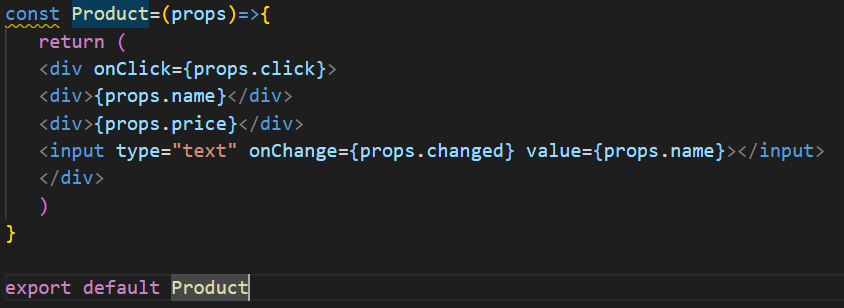 const Product=(props)=>{
return (
<div onClick={props.click}>
<div>{props.name}</div>
<div>{props.price}</div>
<input type="text" onChange={props.changed} value={props.name}></input>
</div>
)
}
export default Product